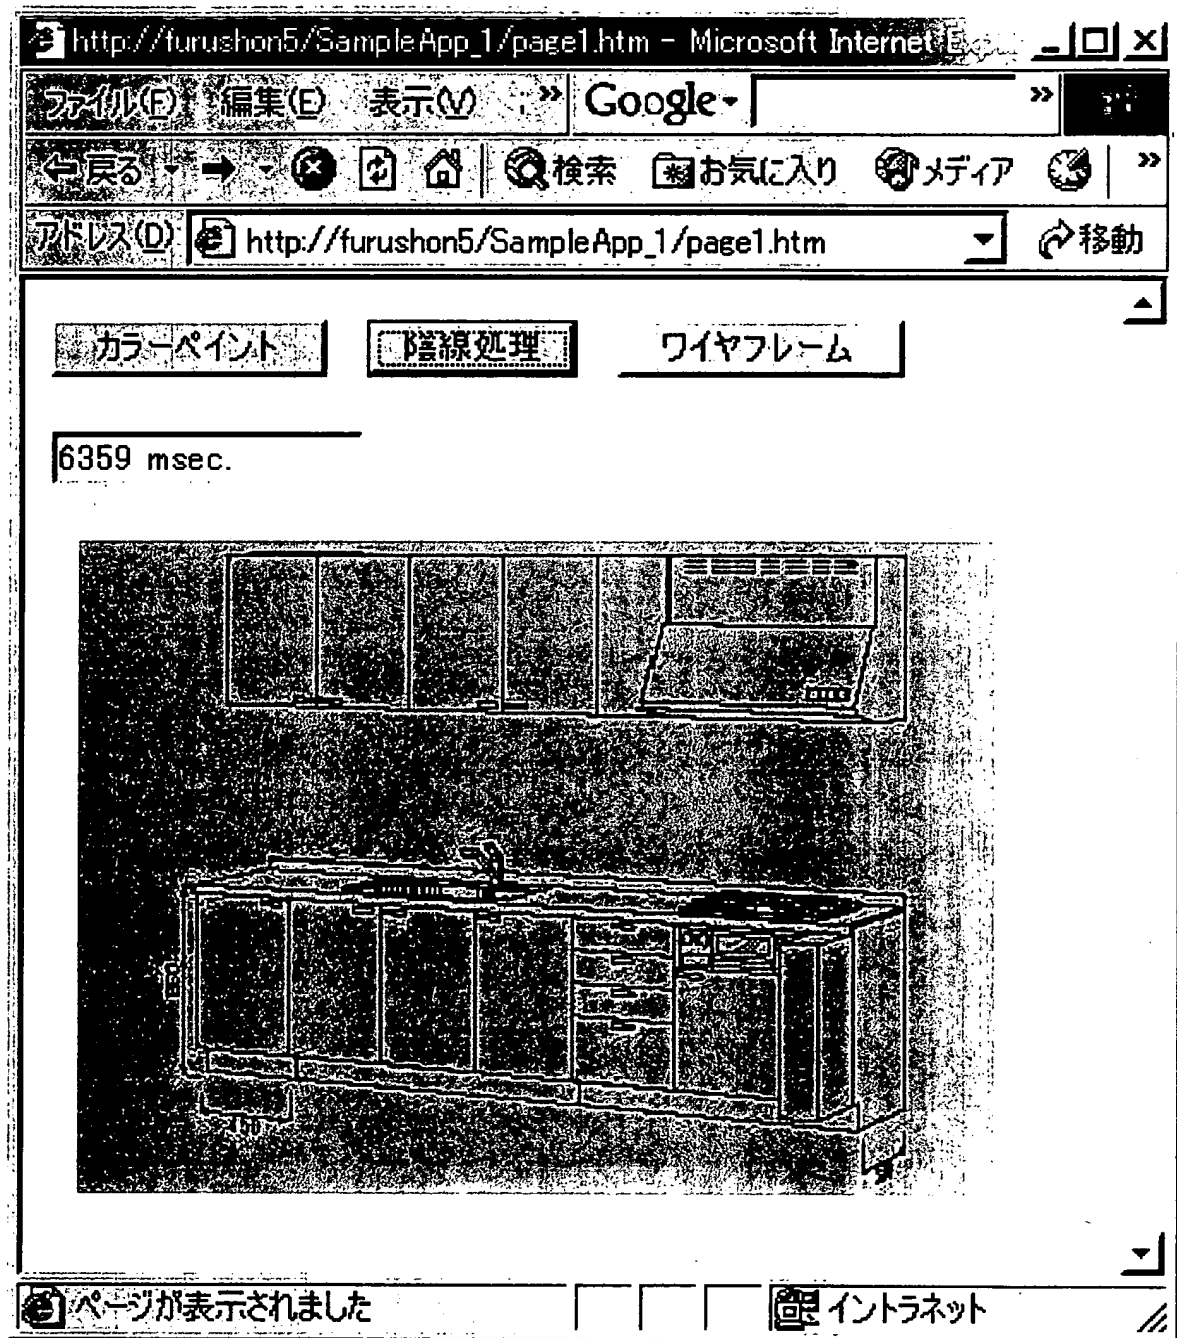 http://furushon5/SampleApp_1/page1.htm - Microsoft Internet
ファイル(F) 編集(E) 表示(V) » Google »
戻る 検索 お気に入り メディア »
アドレス(D) http://furushon5/SampleApp_1/page1.htm 移動
カラーペイント 陰線処理 ワイヤフレーム
6359 msec.
ページが表示されました イントラネット